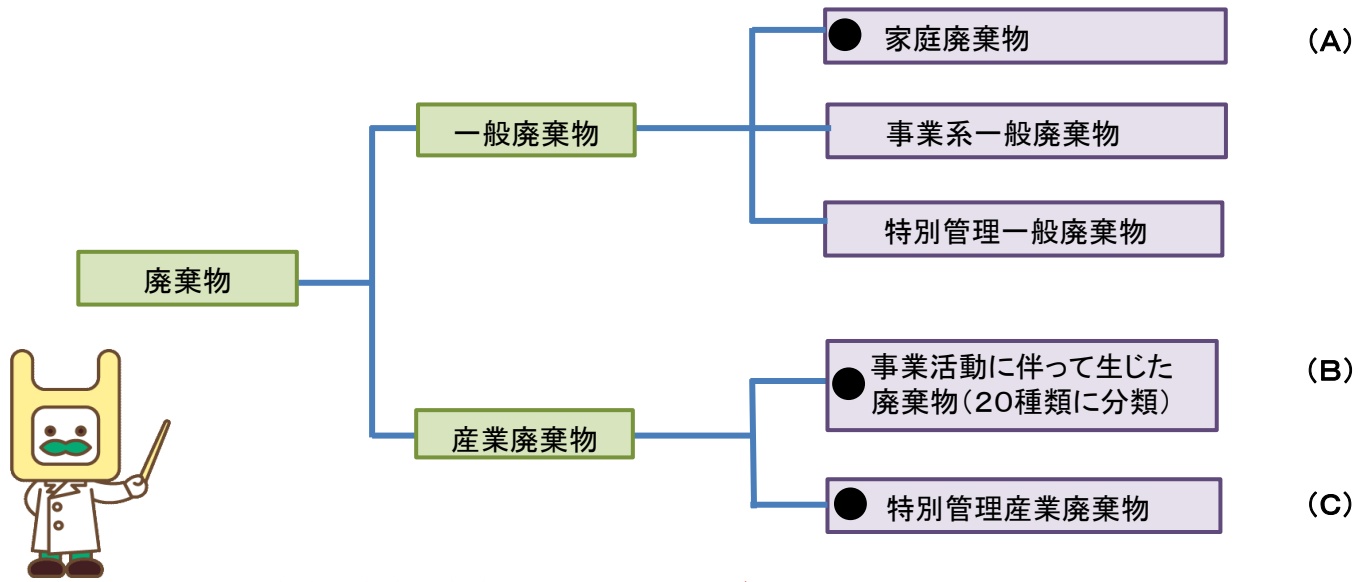 ● 家庭廃棄物 (A)
一般廃棄物
事業系一般廃棄物
特別管理一般廃棄物
廃棄物
● 事業活動に伴って生じた
廃棄物(20種類に分類) (B)
産業廃棄物
● 特別管理産業廃棄物 (C)